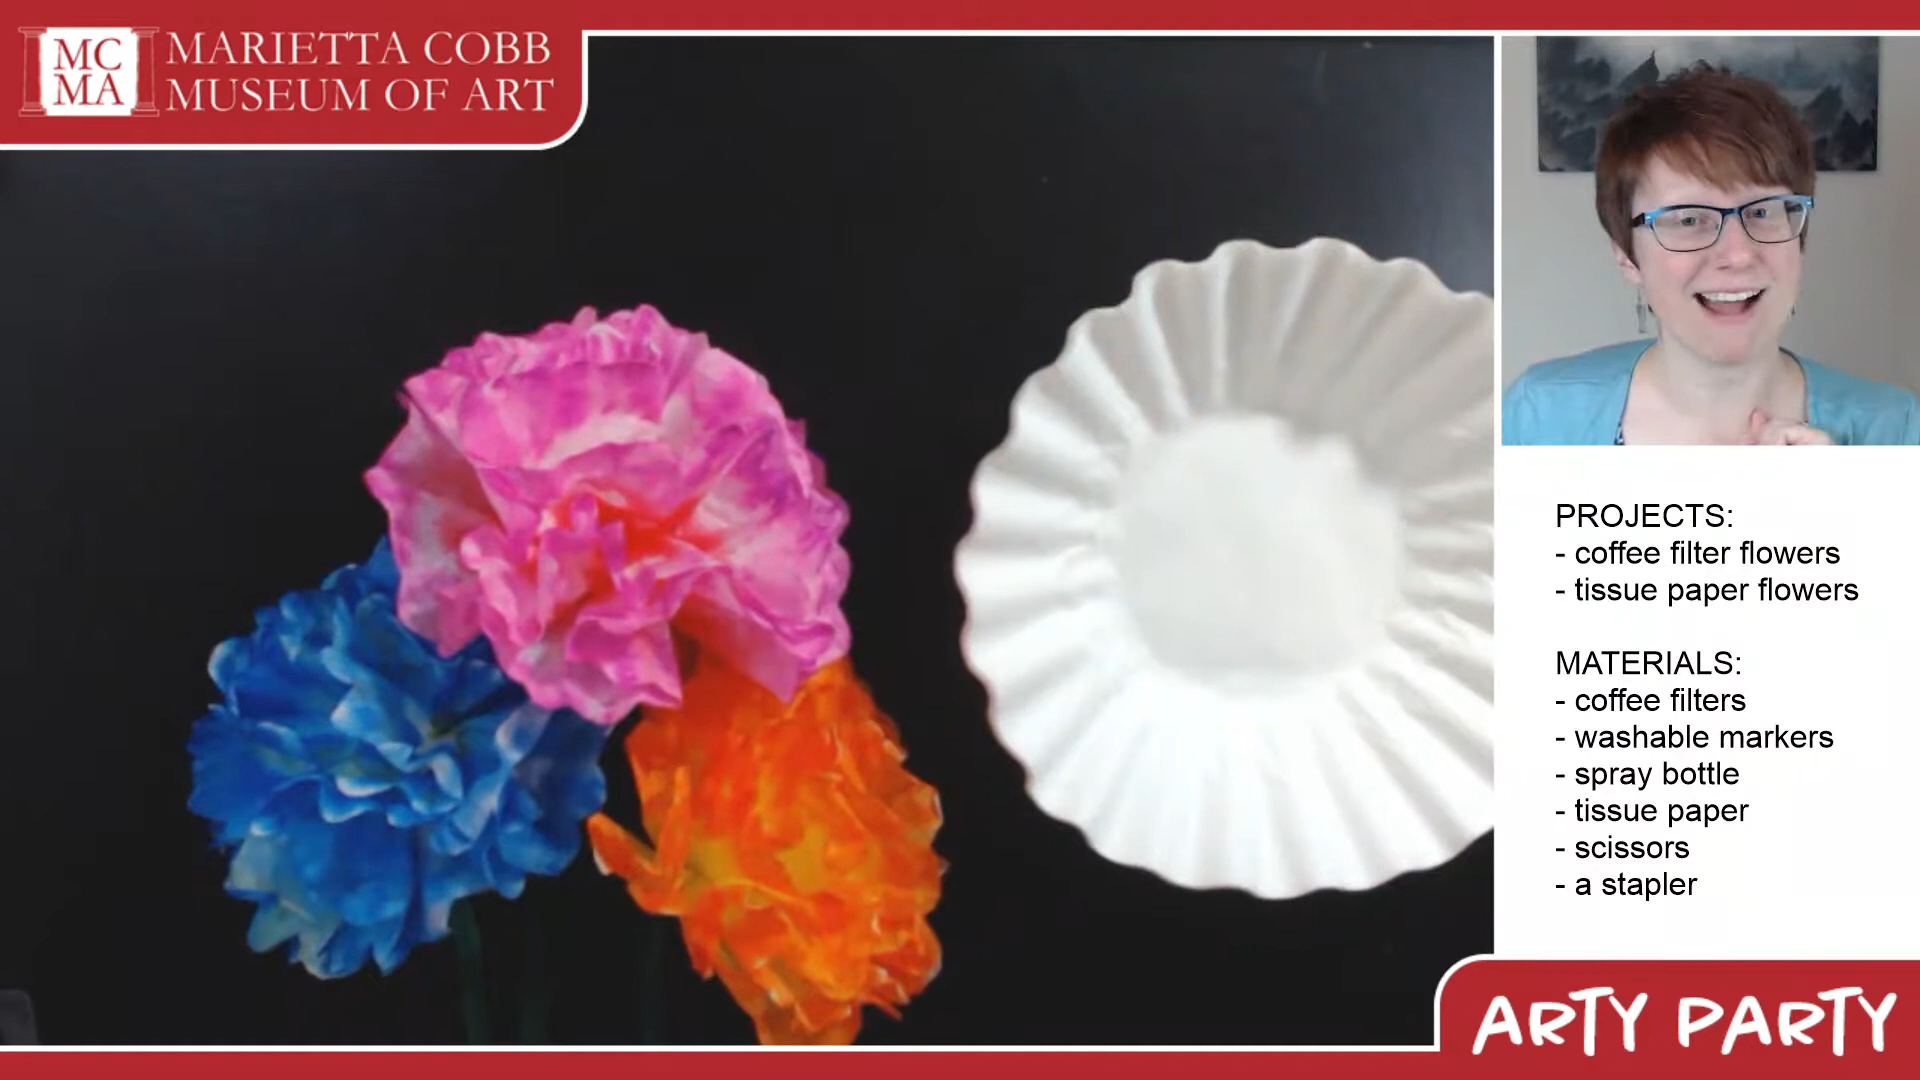 MC
MA
MARIETTA COBB
MUSEUM OF ART
PROJECTS:
- coffee filter flowers
- tissue paper flowers
MATERIALS:
- coffee filters
- washable markers
- spray bottle
- tissue paper
- scissors
- a stapler
ARTY PARTY